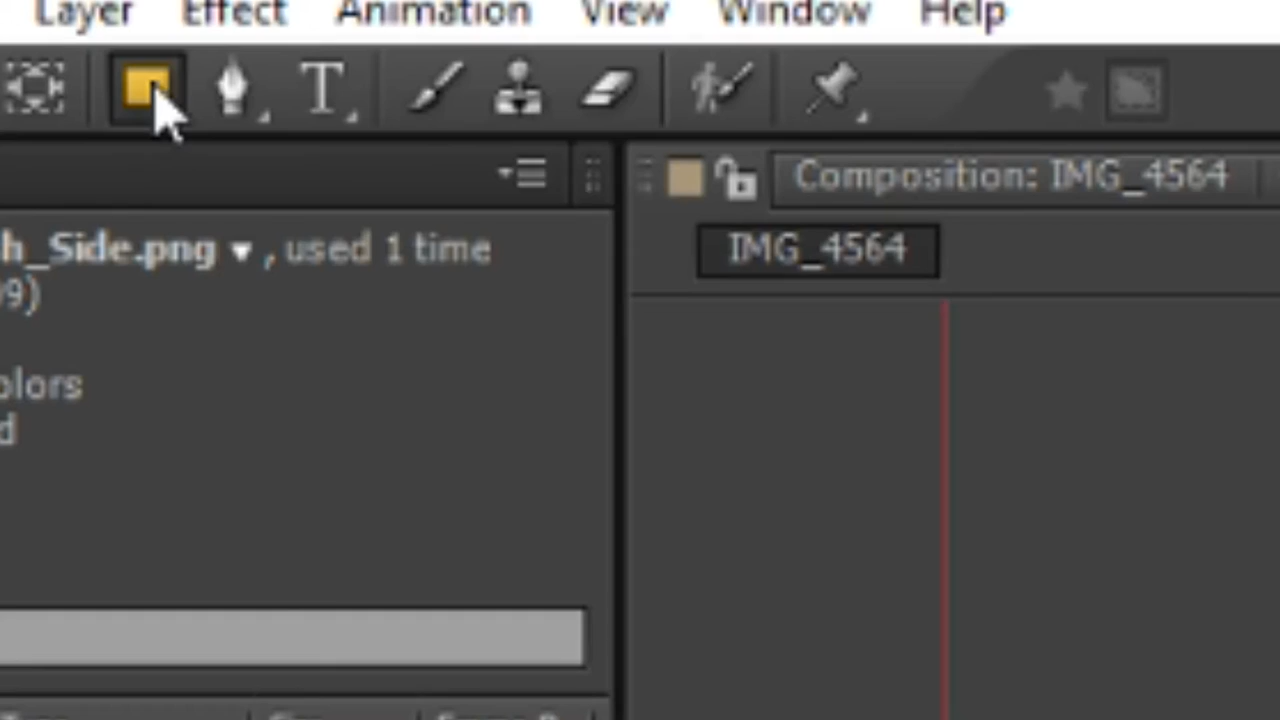 Layer Effect Animation View Window Help
T
Composition: IMG_4564
h_Side.png ▼ , used 1 time
IMG_4564
9)
olors
d